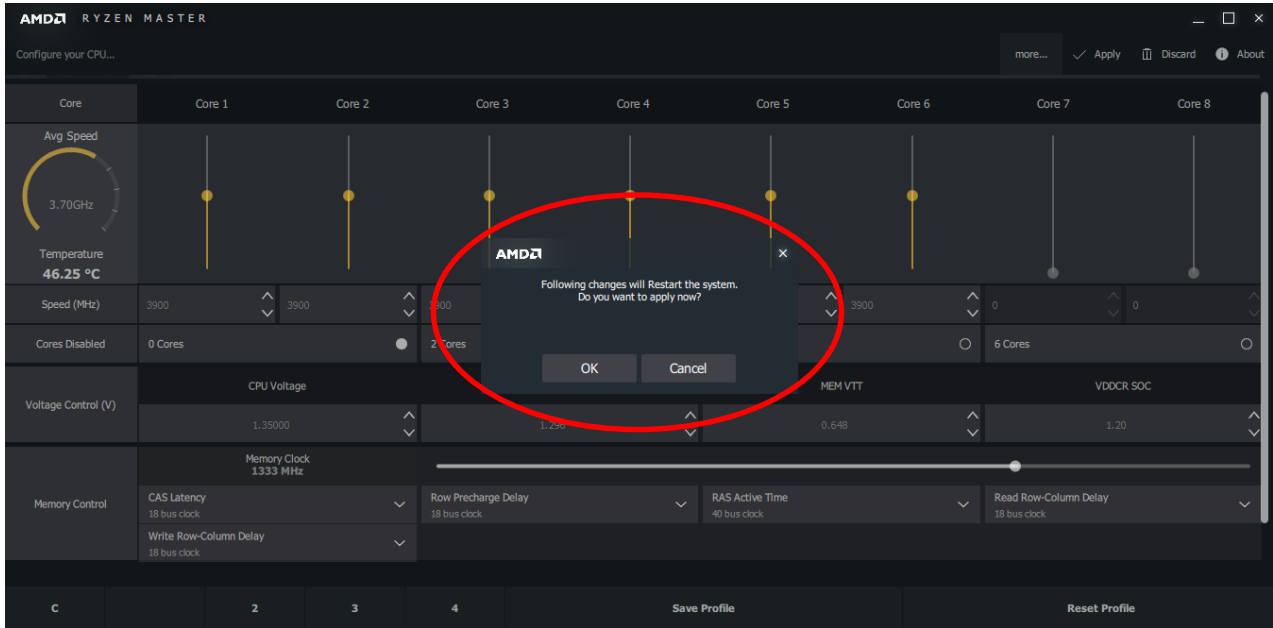 AMD RYZEN MASTER
Configure your CPU...
more... Apply Discard About
Core Core 1 Core 2 Core 3 Core 4 Core 5 Core 6 Core 7 Core 8
Avg Speed
3.70GHz
Temperature
46.25 °C
AMD
Following changes will Restart the system.
Do you want to apply now?
OK Cancel
Speed (MHz) 3900 3900 3900 3900 0 0
Cores Disabled 0 Cores 2 Cores 6 Cores
Voltage Control (V)
CPU Voltage MEM VTT VDDCR SOC
1.35000 1.296 0.648 1.20
Memory Control
Memory Clock
1333 MHz
CAS Latency Row Precharge Delay RAS Active Time Read Row-Column Delay
18 bus clock 18 bus clock 40 bus clock 18 bus clock
Write Row-Column Delay
18 bus clock
C 2 3 4 Save Profile Reset Profile